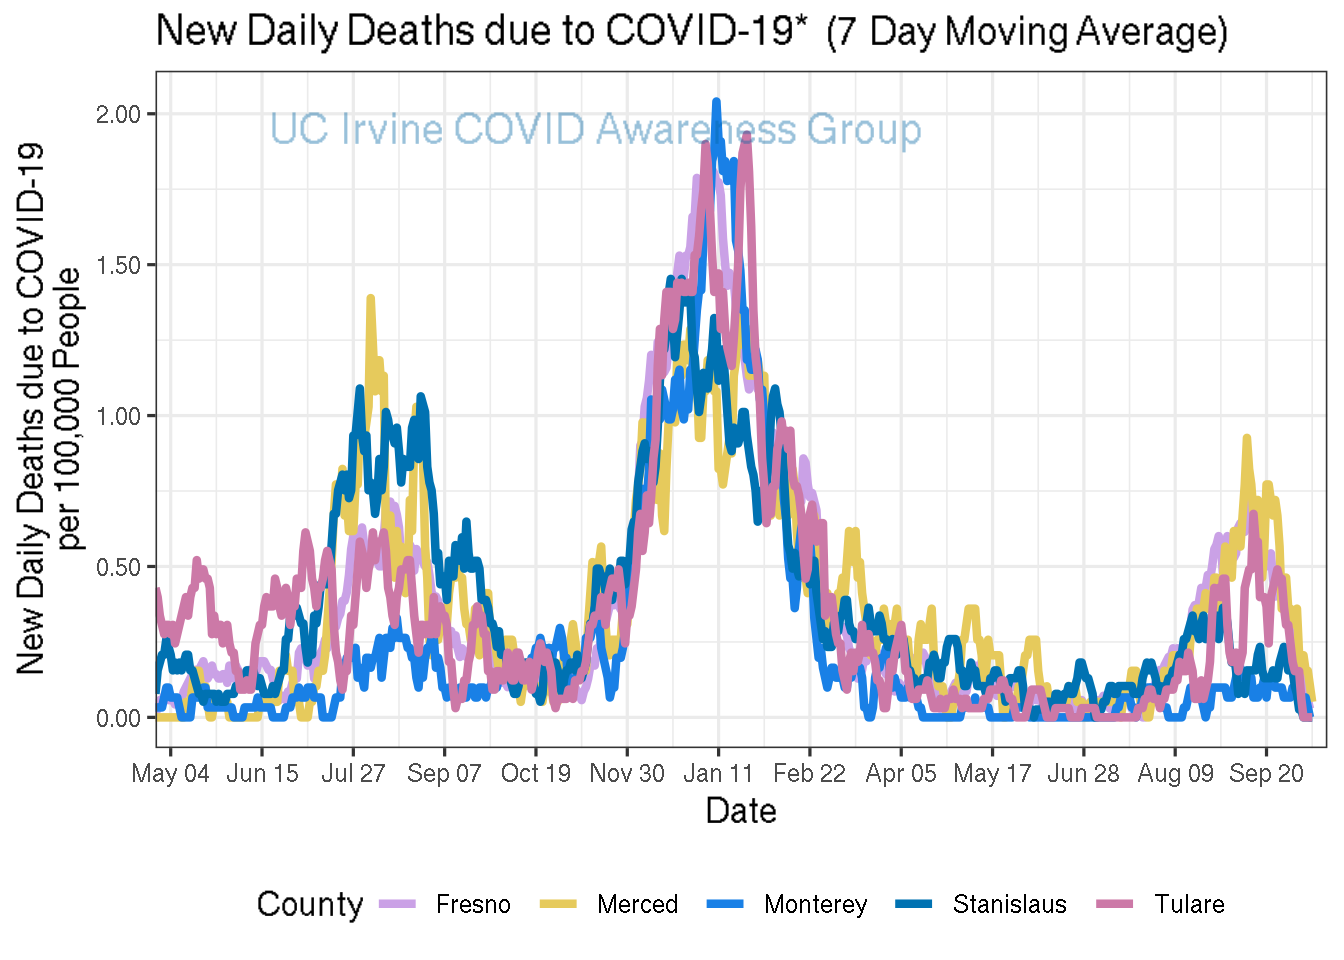 New Daily Deaths due to COVID-19* (7 Day Moving Average)
UC Irvine COVID Awareness Group
New Daily Deaths due to COVID-19
per 100,000 People
2.00
1.50
1.00
0.50
0.00
May 04 Jun 15 Jul 27 Sep 07 Oct 19 Nov 30 Jan 11 Feb 22 Apr 05 May 17 Jun 28 Aug 09 Sep 20
Date
County Fresno Merced Monterey Stanislaus Tulare